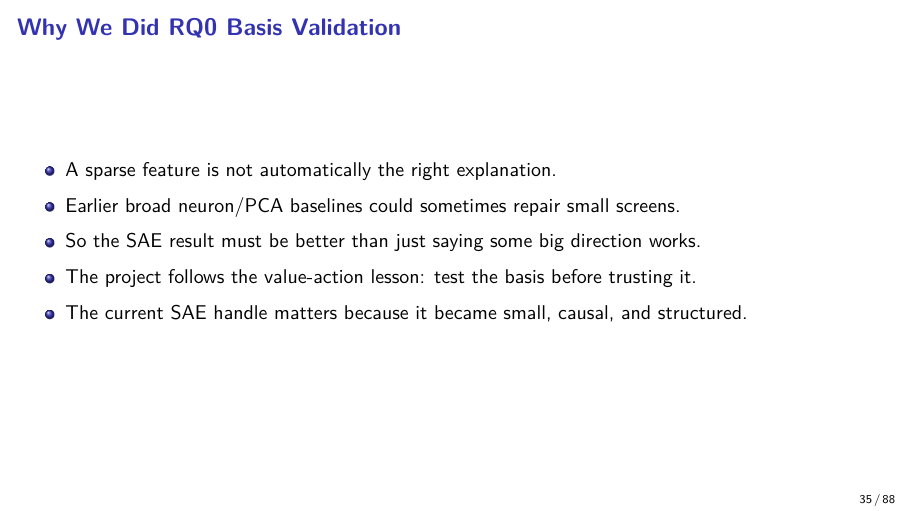 Why We Did RQ0 Basis Validation
A sparse feature is not automatically the right explanation.
Earlier broad neuron/PCA baselines could sometimes repair small screens.
So the SAE result must be better than just saying some big direction works.
The project follows the value-action lesson: test the basis before trusting it.
The current SAE handle matters because it became small, causal, and structured.
35 / 88